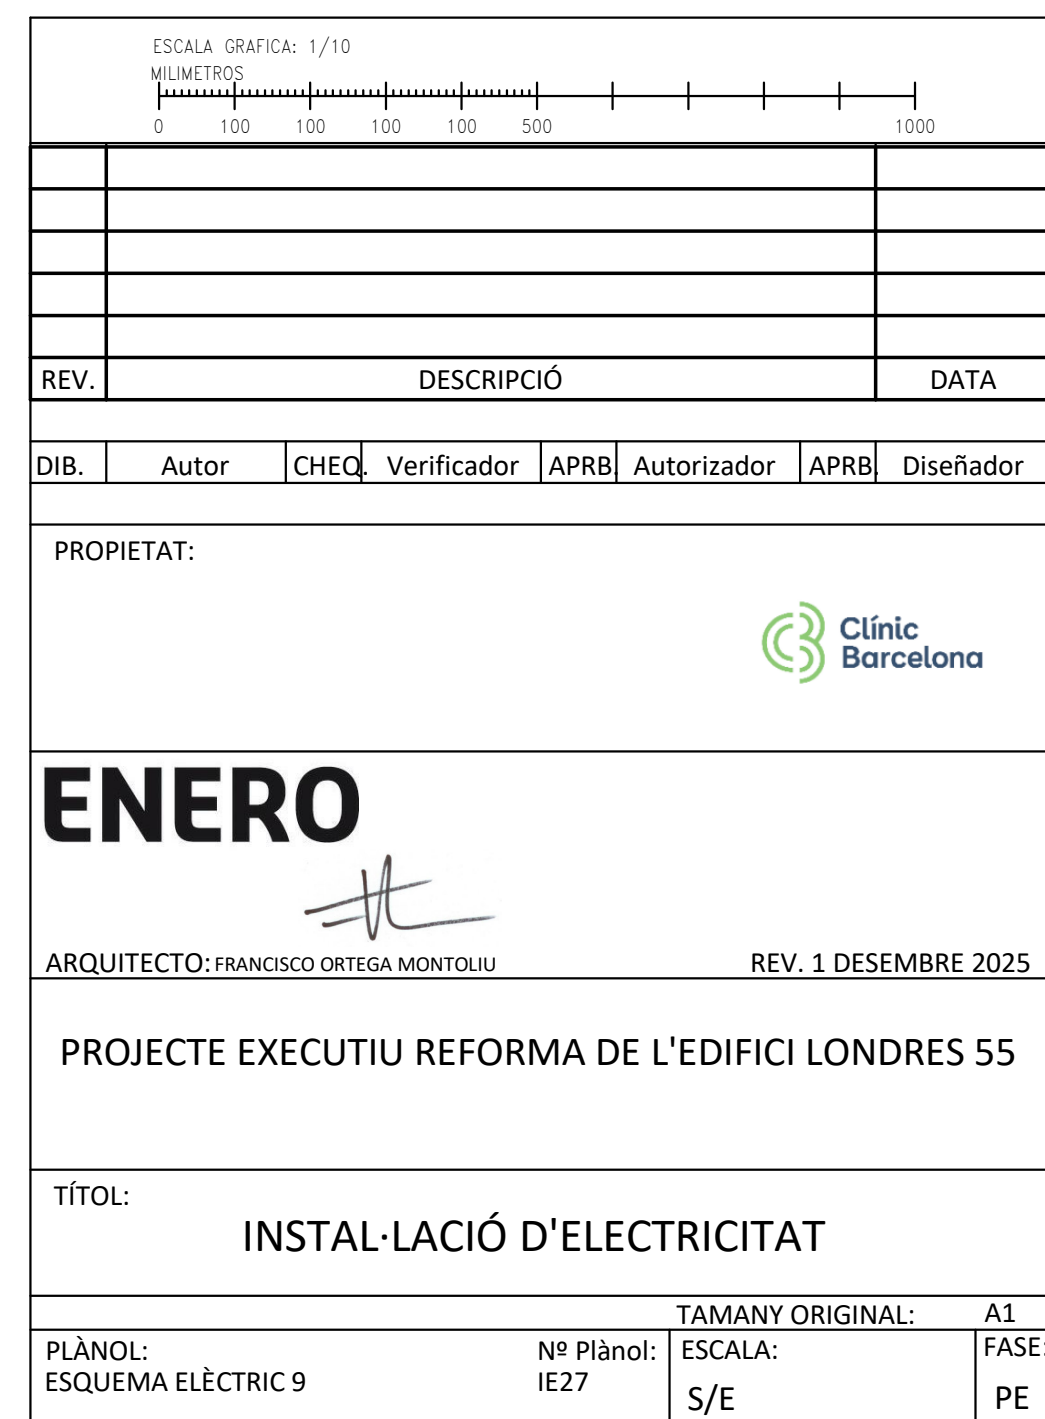 ESCALA GRAFICA: 1/10
MILIMETROS
0 100 100 100 100 500 1000
REV. DESCRIPCIÓ DATA
DIB. Autor CHEQ. Verificador APRB. Autorizador APRB. Diseñador
PROPIETAT:
Clínic
Barcelona
ENERO
ARQUITECTO: FRANCISCO ORTEGA MONTOLIU REV. 1 DESEMBRE 2025
PROJECTE EXECUTIU REFORMA DE L'EDIFICI LONDRES 55
TÍTOL:
INSTAL·LACIÓ D'ELECTRICITAT
TAMANY ORIGINAL: A1
PLÀNOL: Nº Plànol: ESCALA: FASE:
ESQUEMA ELÈCTRIC 9 IE27
S/E PE